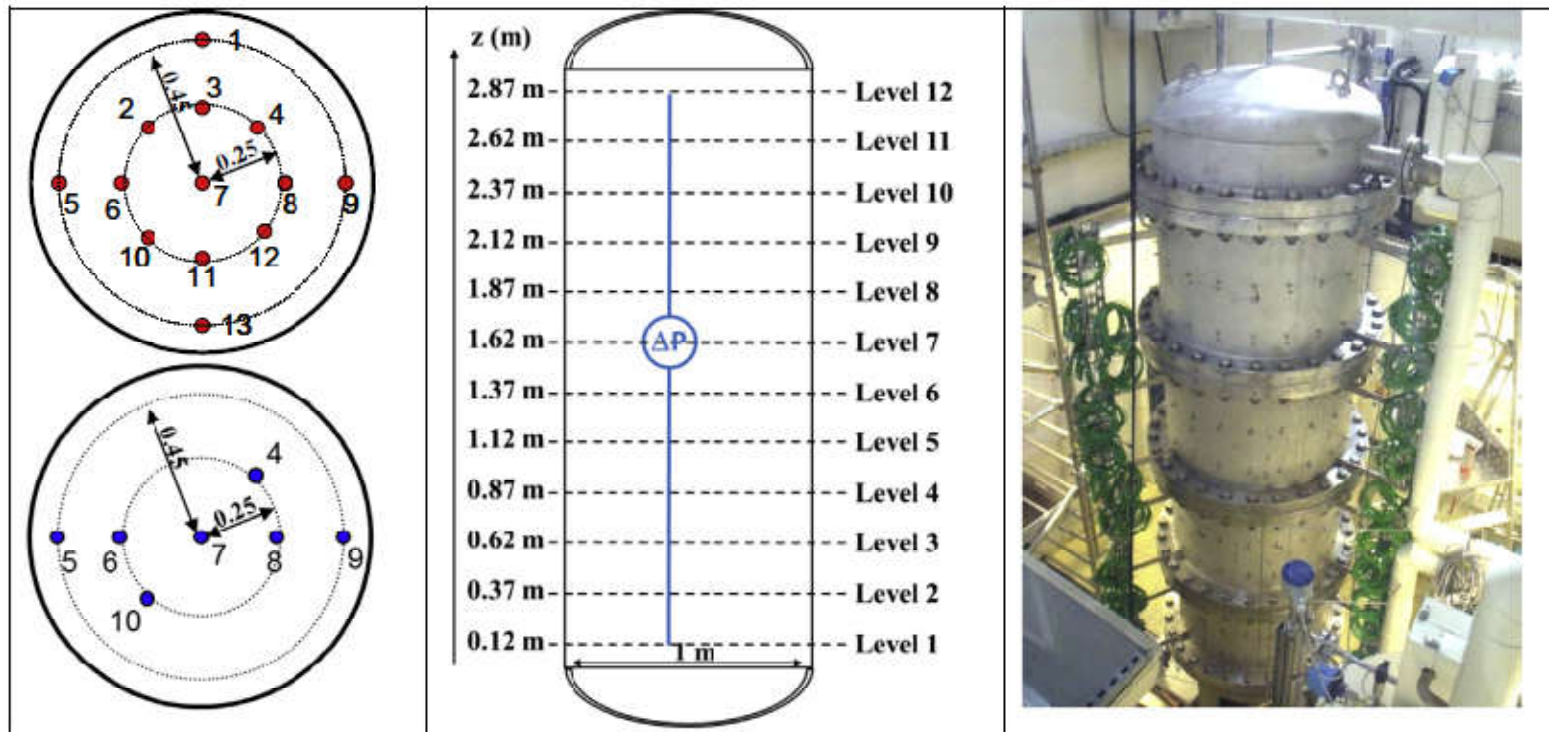 1
0.45
3
2
4
0.25
5
6
7
8
9
10
12
11
13
0.45
4
0.25
5
6
7
8
9
10
z (m)
2.87 m Level 12
2.62 m Level 11
2.37 m Level 10
2.12 m Level 9
1.87 m Level 8
1.62 m ΔP Level 7
1.37 m Level 6
1.12 m Level 5
0.87 m Level 4
0.62 m Level 3
0.37 m Level 2
0.12 m Level 1
1 m